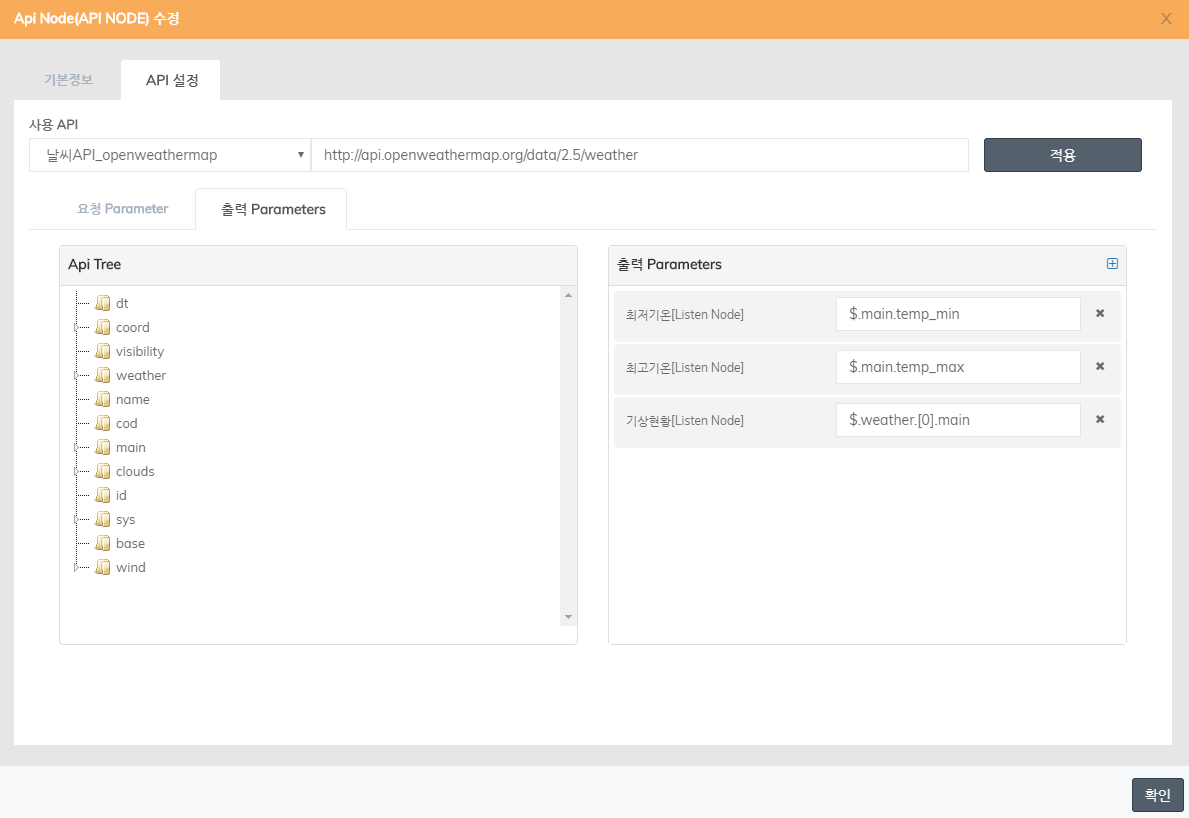 Api Node(API NODE) 수정
X
기본정보
API 설정
사용 API
날씨API_openweathermap
http://api.openweathermap.org/data/2.5/weather
적용
요청 Parameter
출력 Parameters
Api Tree
dt
coord
visibility
weather
name
cod
main
clouds
id
sys
base
wind
출력 Parameters
최저기온[Listen Node]
$.main.temp_min
최고기온[Listen Node]
$.main.temp_max
기상현황[Listen Node]
$.weather.[0].main
확인